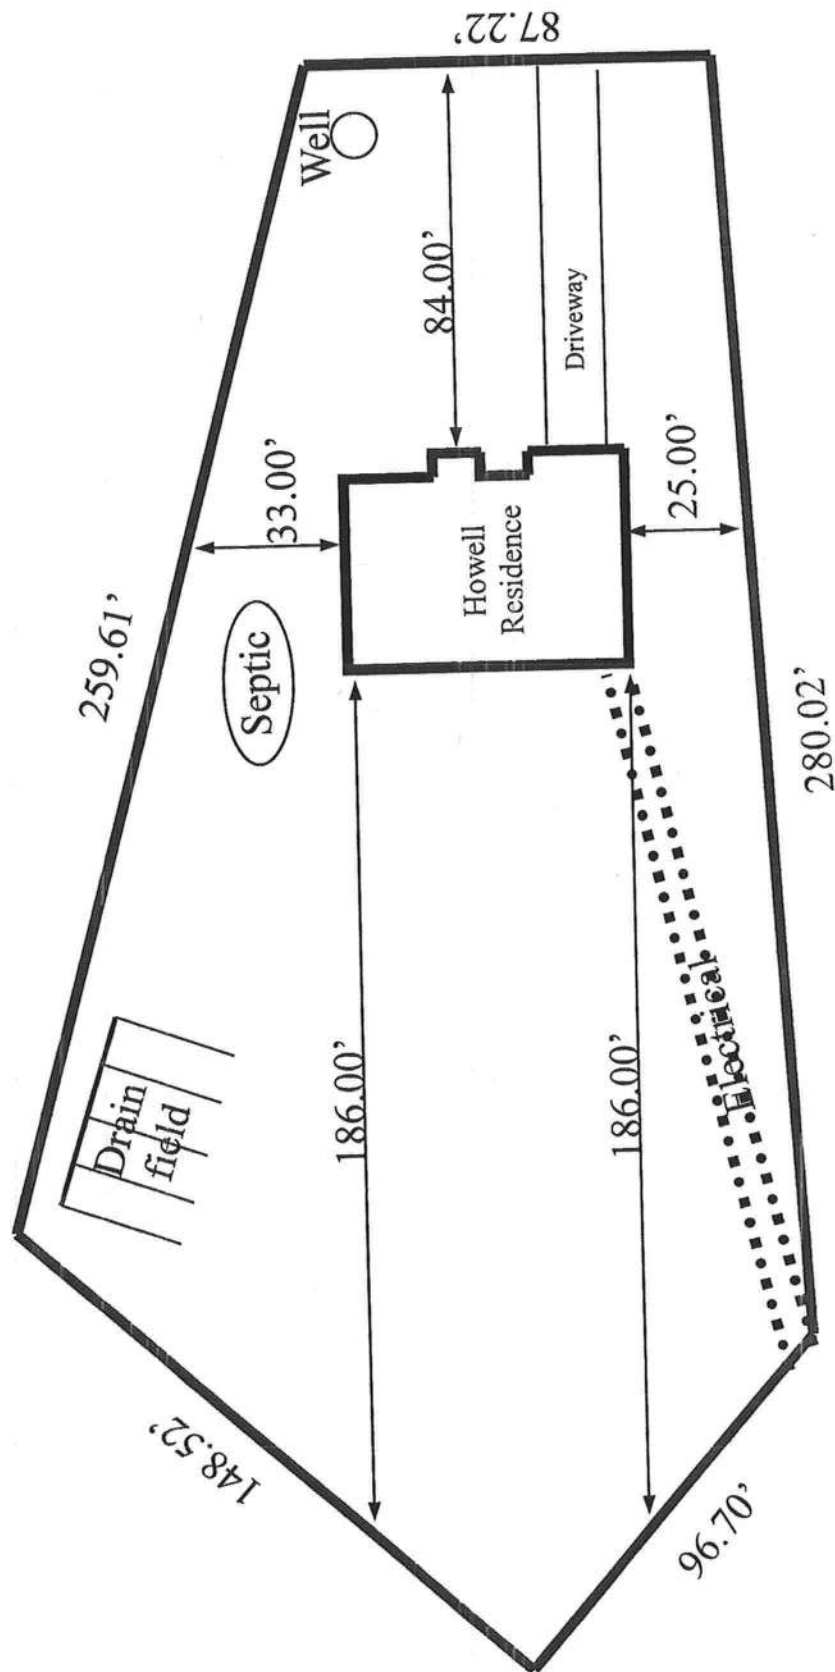 87.22’
Well
84.00’
Driveway
33.00’
25.00’
Howell
Residence
259.61’
Septic
280.02’
186.00’
186.00’
Electrical
Drain
field
148.52’
96.70’